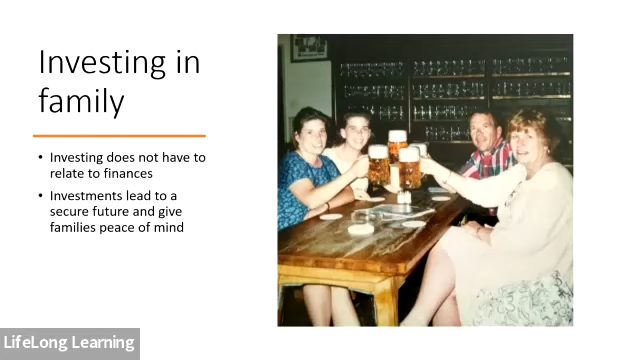 Investing in
family
• Investing does not have to
relate to finances
• Investments lead to a
secure future and give
families peace of mind
LifeLong Learning